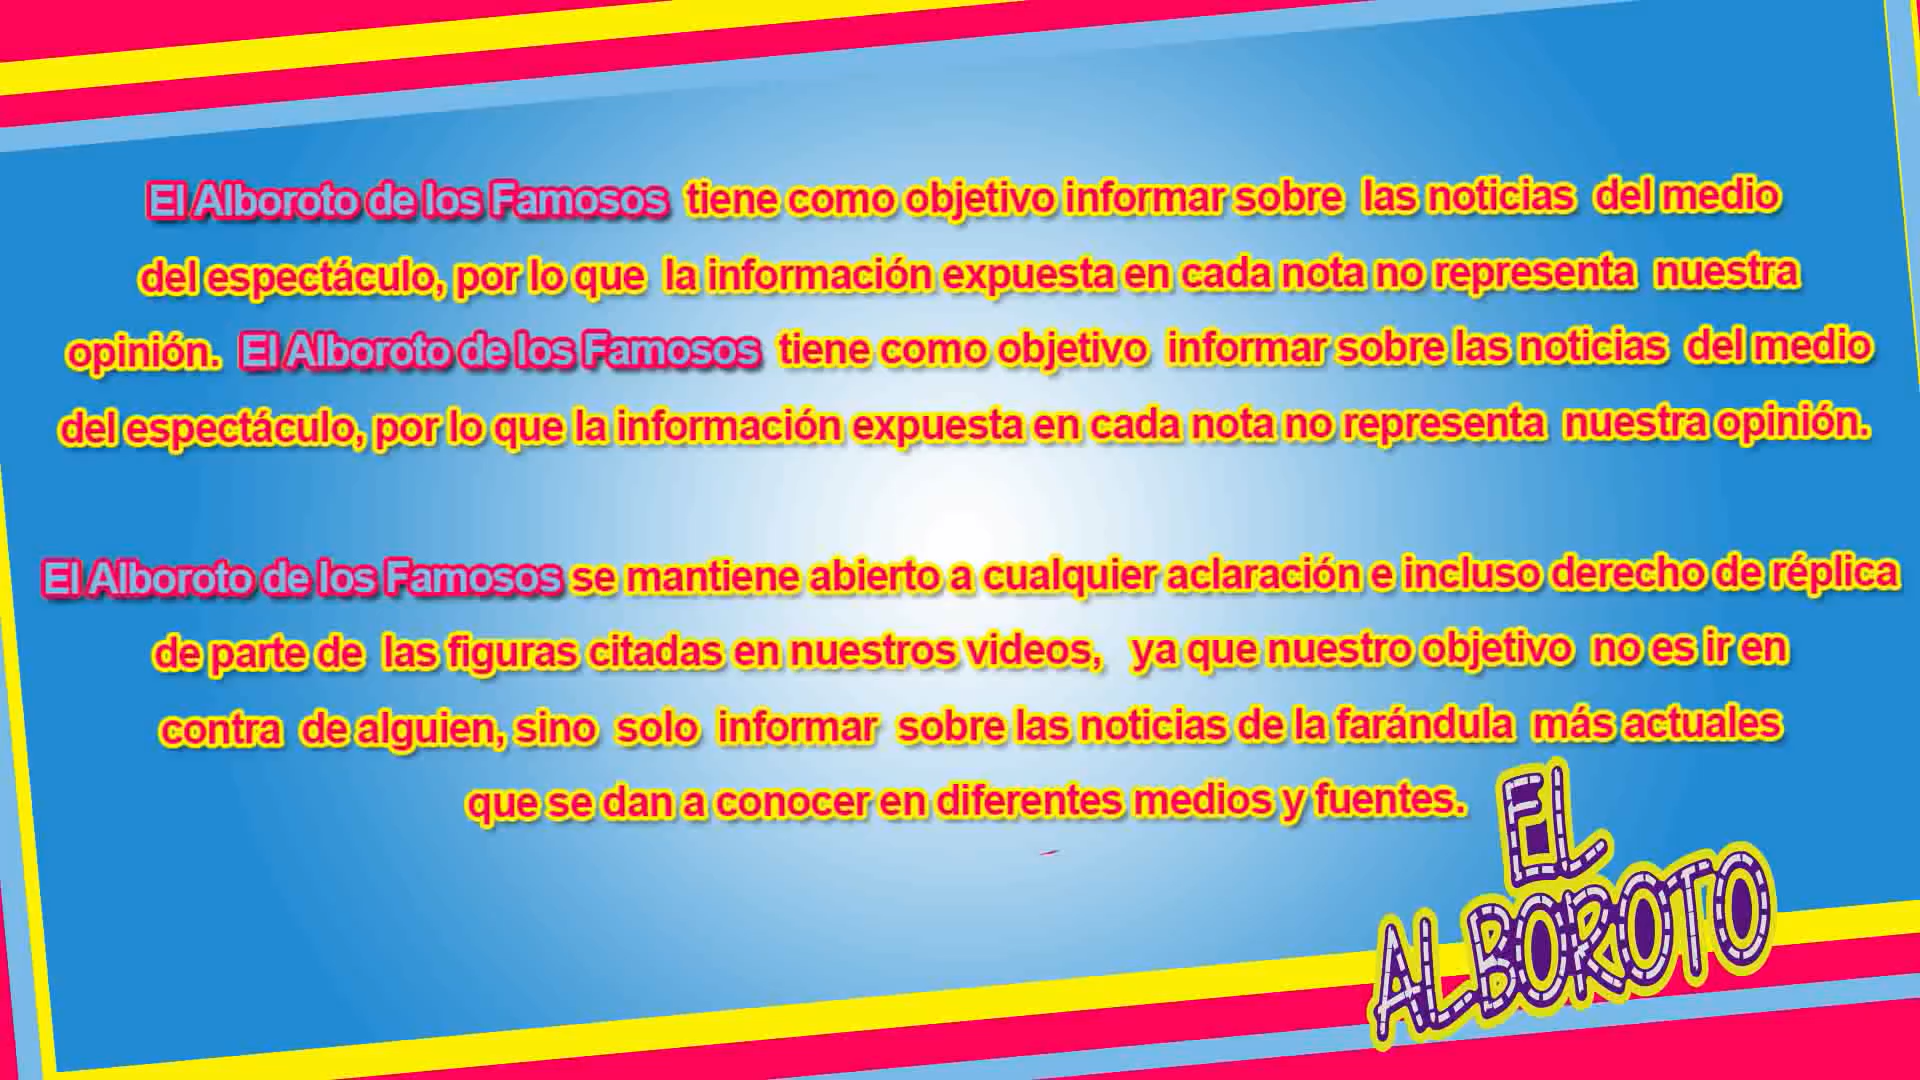 El Alboroto de los Famosos tiene como objetivo informar sobre las noticias del medio
del espectáculo, por lo que la información expuesta en cada nota no representa nuestra
opinión. El Alboroto de los Famosos tiene como objetivo informar sobre las noticias del medio
del espectáculo, por lo que la información expuesta en cada nota no representa nuestra opinión.
El Alboroto de los Famosos se mantiene abierto a cualquier aclaración e incluso derecho de réplica
de parte de las figuras citadas en nuestros videos, ya que nuestro objetivo no es ir en
contra de alguien, sino solo informar sobre las noticias de la farándula más actuales
que se dan a conocer en diferentes medios y fuentes.
EL
ALBOROTO